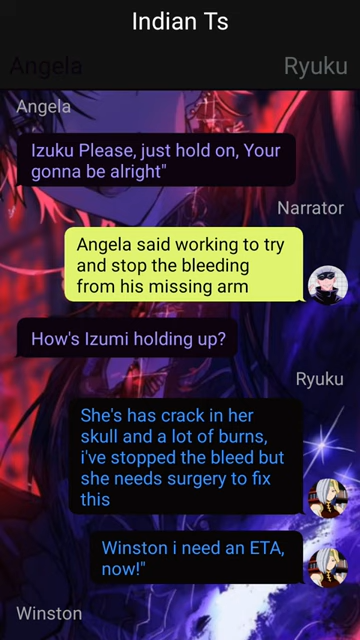 Indian Ts
Angela
Ryuku
Angela
Izuku Please, just hold on, Your
gonna be alright"
Narrator
Angela said working to try
and stop the bleeding
from his missing arm
How's Izumi holding up?
Ryuku
She's has crack in her
skull and a lot of burns,
i've stopped the bleed but
she needs surgery to fix
this
Winston i need an ETA,
now!"
Winston